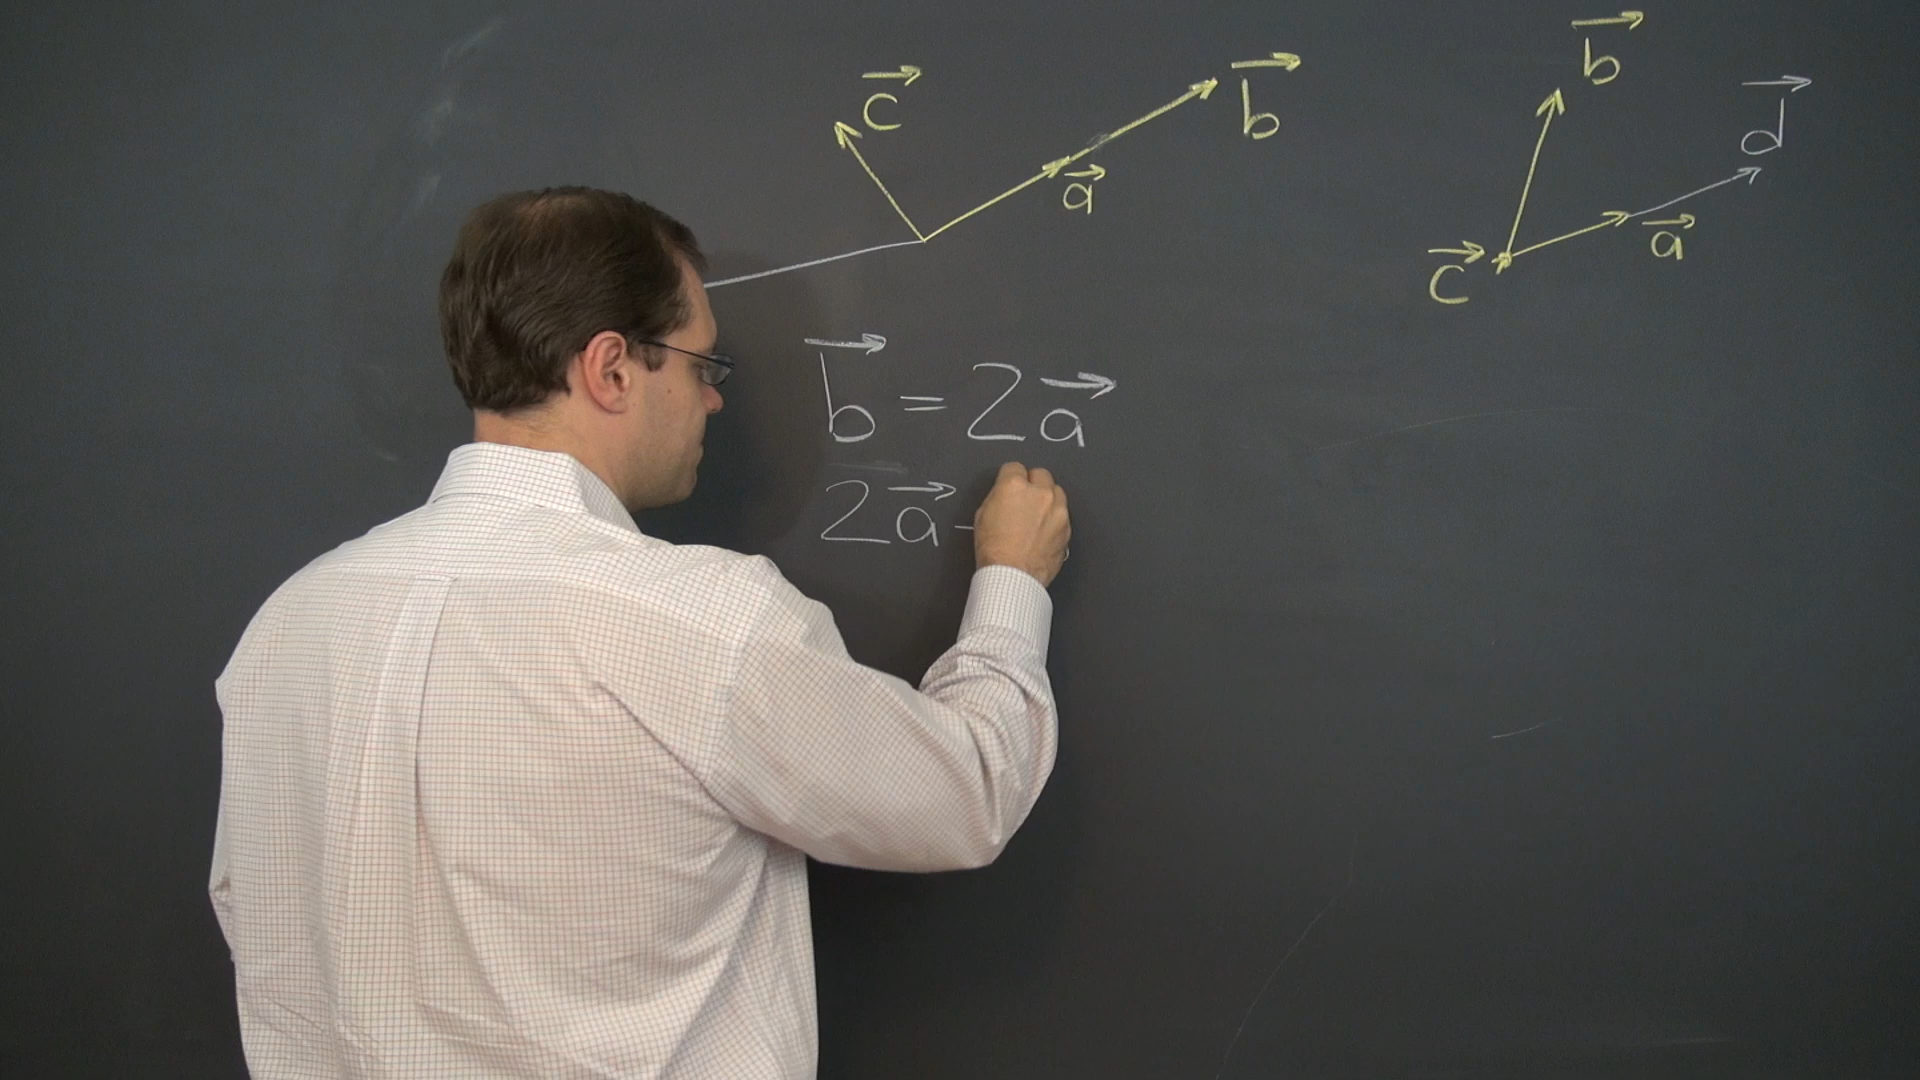 c⃗
b⃗
a⃗
b⃗
d⃗
c⃗
a⃗
b⃗ = 2a⃗
2a⃗ -